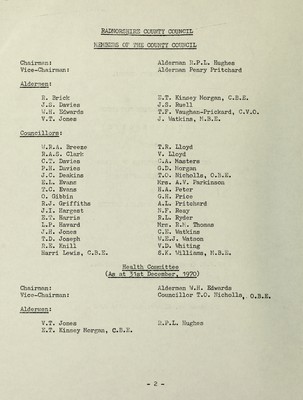 RADNORSHIRE COUNTY COUNCIL
MEMBERS OF THE COUNTY COUNCIL
Chairman: Alderman R.P.L. Hughes
Vice-Chairman: Alderman Peary Pritchard
Aldermen:
R. Brick E.T. Kinsey Morgan, C.B.E.
J.S. Davies J.S. Ruell
W.H. Edwards T.F. Vaughan-Prickard, C.V.O.
V.T. Jones J. Watkins, M.B.E.
Councillors:
W.R.A. Breeze T.R. Lloyd
R.A.S. Clark V. Lloyd
C.T. Davies C.A. Masters
P.H. Davies G.D. Morgan
J.C. Deakins T.O. Nicholls, O.B.E.
E.L. Evans Mrs. A.V. Parkinson
T.C. Evans H.A. Peter
O. Gibbin G.H. Price
R.J. Griffiths A.L. Pritchard
J.I. Hargest R.F. Reay
E.T. Harris R.L. Ryder
L.P. Havard Mrs. E.H. Thomas
J.H. Jones C.E. Watkins
T.D. Joseph W.E.J. Watson
R.E. Knill V.D. Whiting
Harri Lewis, C.B.E. S.K. Williams, M.B.E.
Health Committee
(As at 31st December, 1970)
Chairman: Alderman W.H. Edwards
Vice-Chairman: Councillor T.O. Nicholls, O.B.E.
Aldermen:
V.T. Jones R.P.L. Hughes
E.T. Kinsey Morgan, C.B.E.
- 2 -